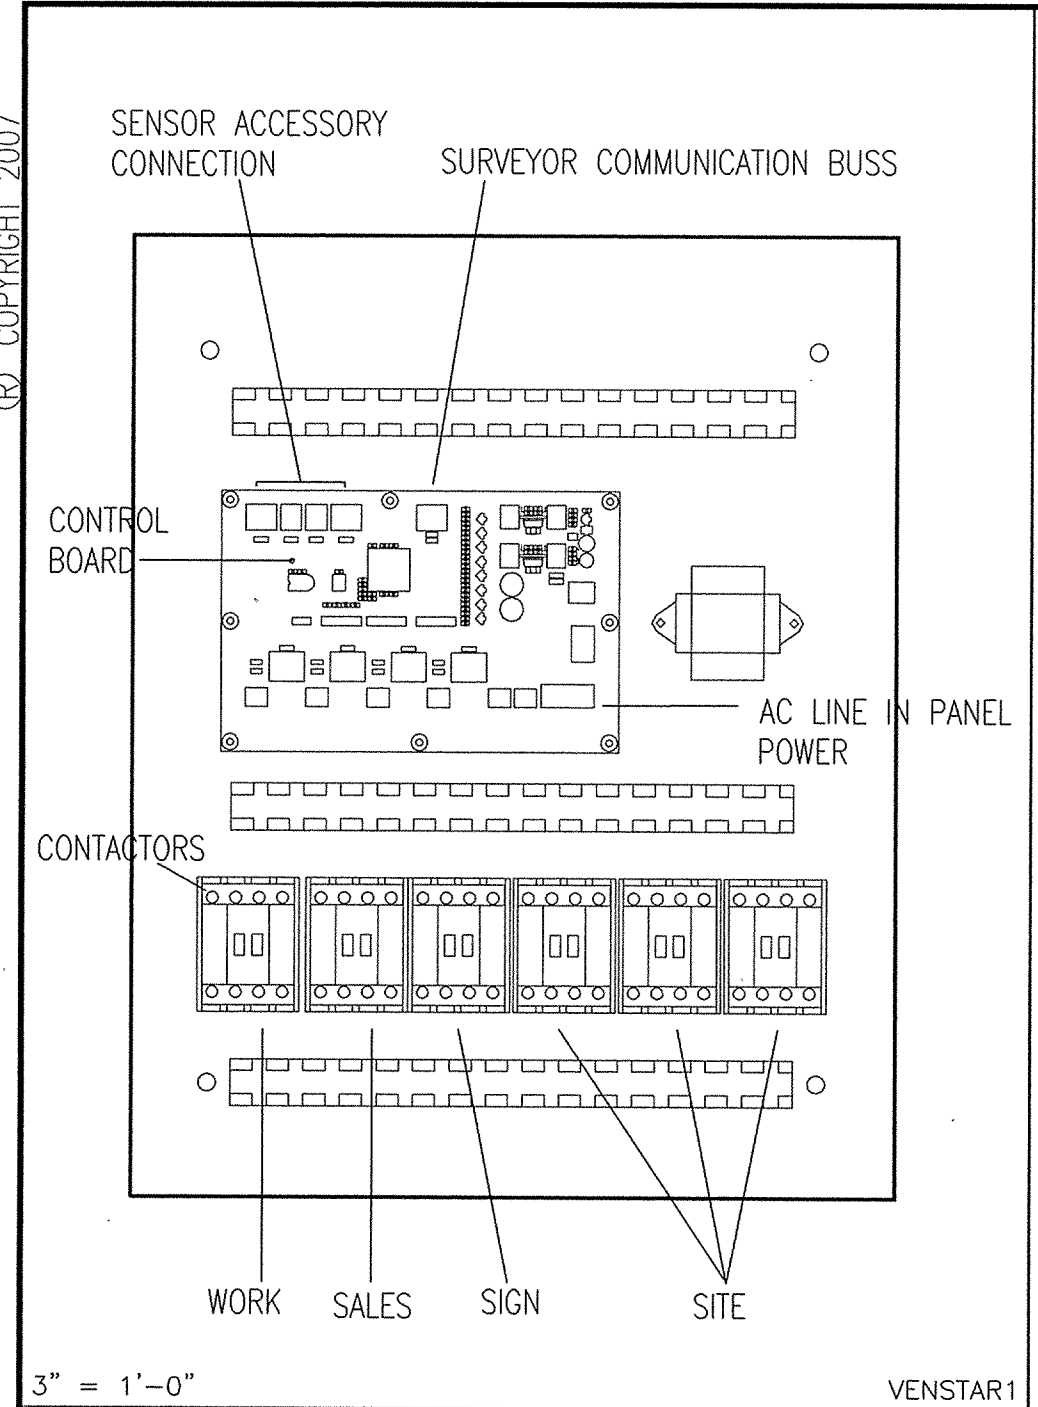 (R) COPYRIGHT 2007
SENSOR ACCESSORY
CONNECTION
SURVEYOR COMMUNICATION BUSS
CONTROL
BOARD
AC LINE IN PANEL
POWER
CONTACTORS
WORK
SALES
SIGN
SITE
3" = 1'-0"
VENSTAR1